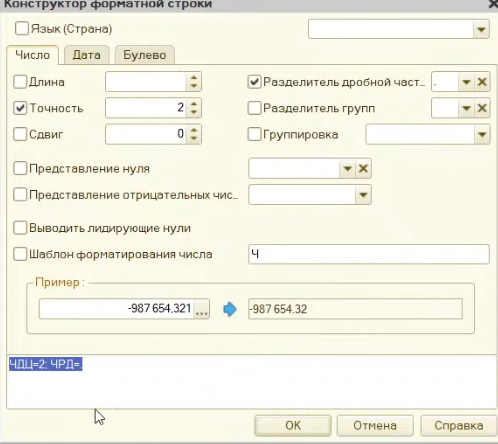 Конструктор форматной строки
Язык (Страна)
Число Дата Булево
Длина
Разделитель дробной част... .
Точность 2
Разделитель групп
Сдвиг 0
Группировка
Представление нуля
Представление отрицательных чис...
Выводить лидирующие нули
Шаблон форматирования числа Ч
Пример:
-987 654,321 ... -987 654.32
ЧДЦ=2; ЧРД=.
ОК Отмена Справка